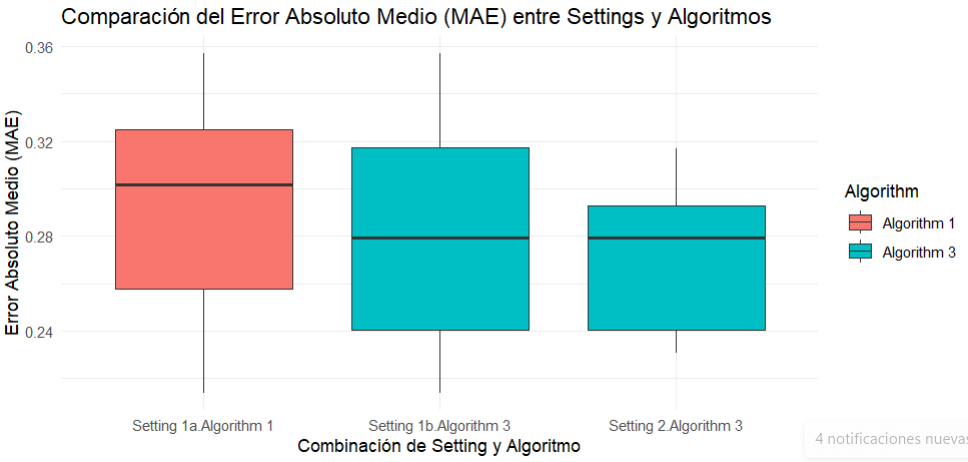 Comparación del Error Absoluto Medio (MAE) entre Settings y Algoritmos
Error Absoluto Medio (MAE)
0.36
0.32
0.28
0.24
Setting 1a.Algorithm 1
Setting 1b.Algorithm 3
Setting 2.Algorithm 3
Combinación de Setting y Algoritmo
Algorithm
Algorithm 1
Algorithm 3
4 notificaciones nuevas